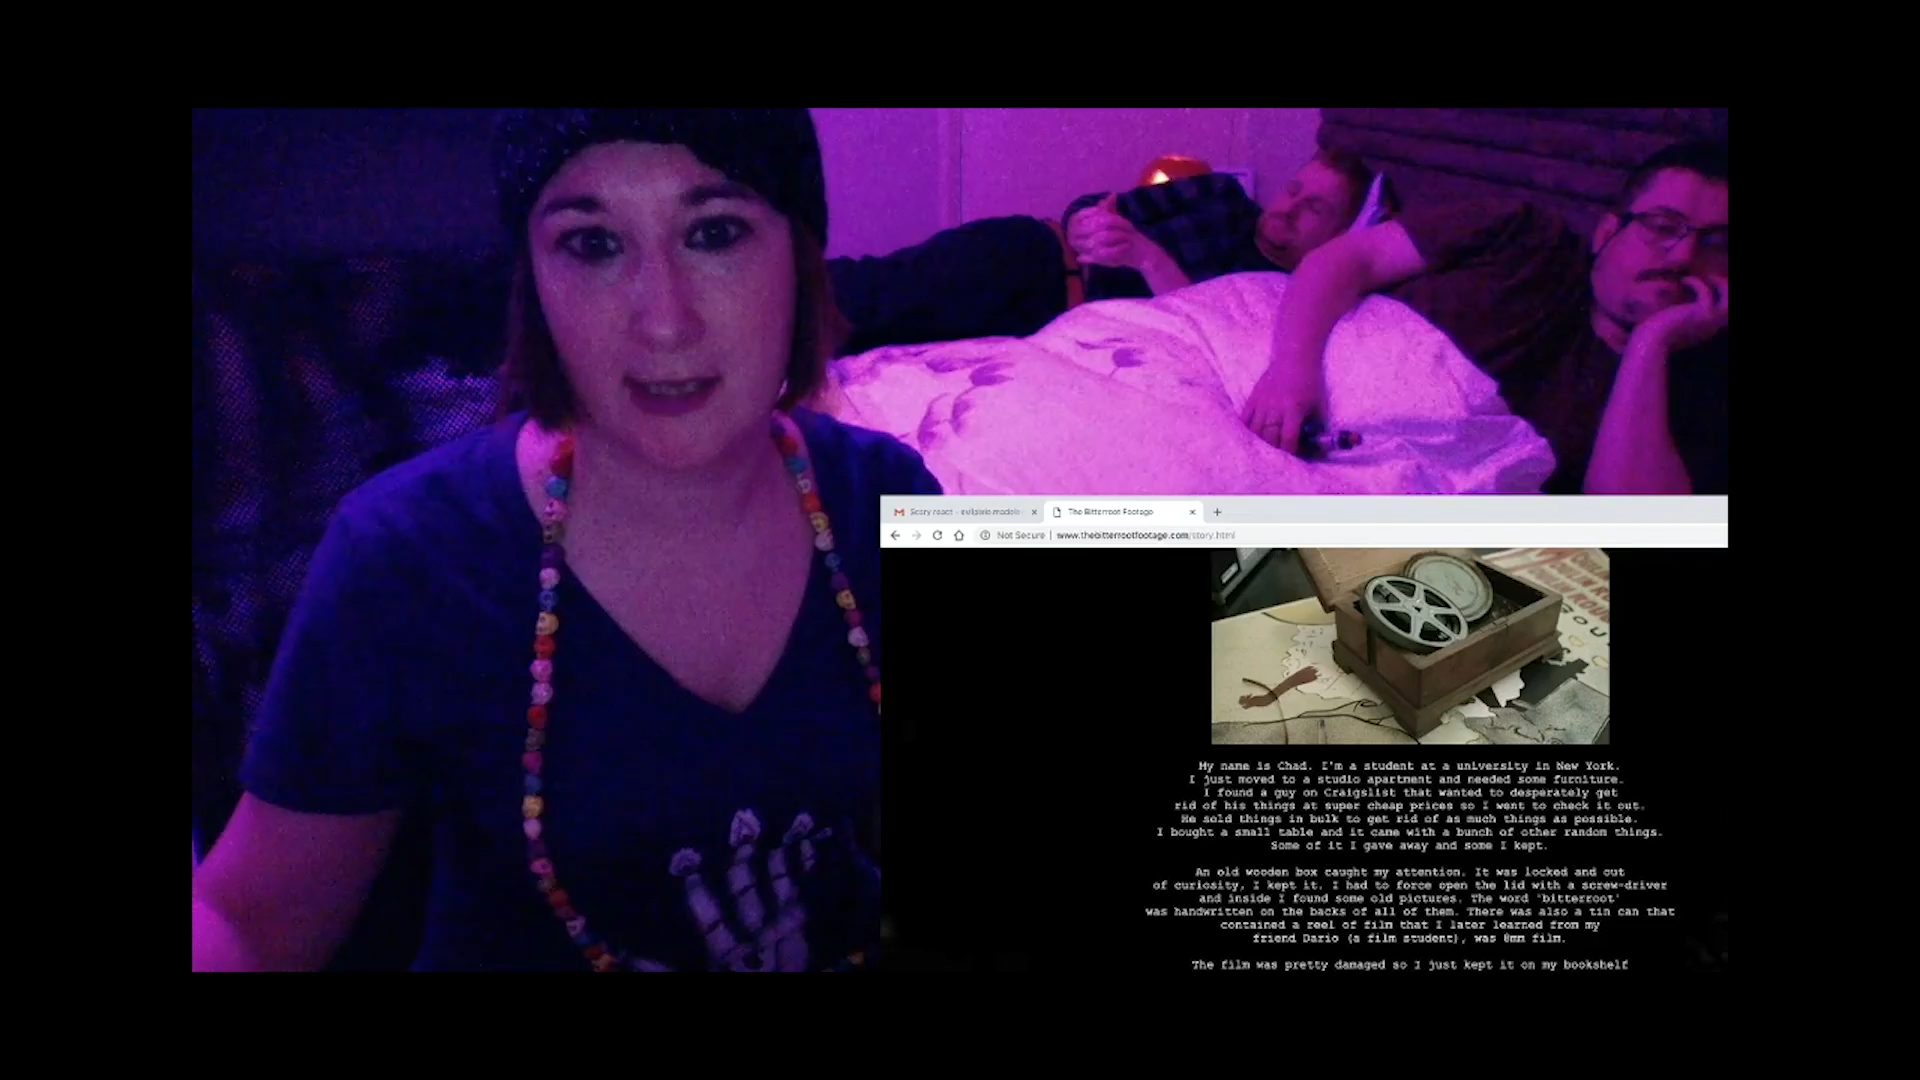 Scary react -
The Bitterroot Footage
Not Secure | www.thebitterrootfootage.com/story.html
My name is Chad. I'm a student at a university in New York.
I just moved to a studio apartment and needed some furniture.
I found a guy on Craigslist that wanted to desperately get
rid of his things at super cheap prices so I went to check it out.
He sold things in bulk to get rid of as much things as possible.
I bought a small table and it came with a bunch of other random things.
Some of it I gave away and some I kept.
An old wooden box caught my attention. It was locked and out
of curiosity, I kept it. I had to force open the lid with a screw-driver
and inside I found some old pictures. The word 'bitterroot'
was handwritten on the backs of all of them. There was also a tin can that
contained a reel of film that I later learned from my
friend Dario (a film student), was 8mm film.
The film was pretty damaged so I just kept it on my bookshelf